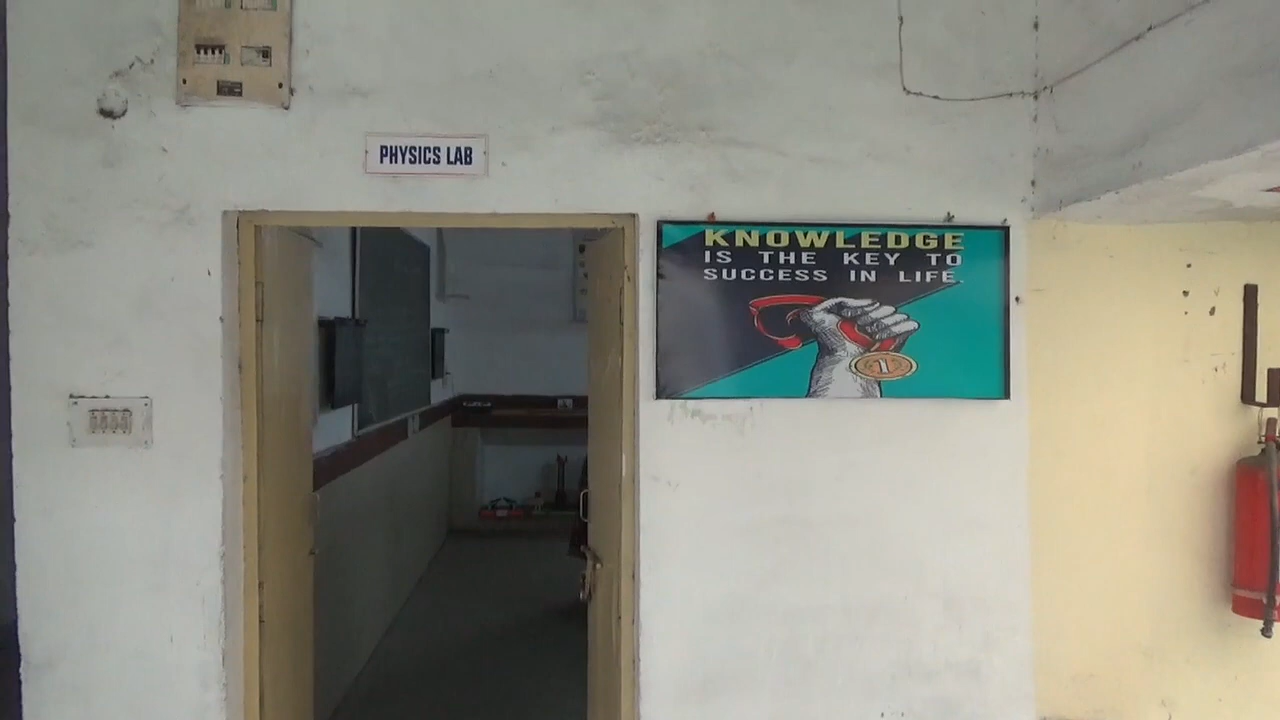 PHYSICS LAB
KNOWLEDGE
IS THE KEY TO
SUCCESS IN LIFE.
1